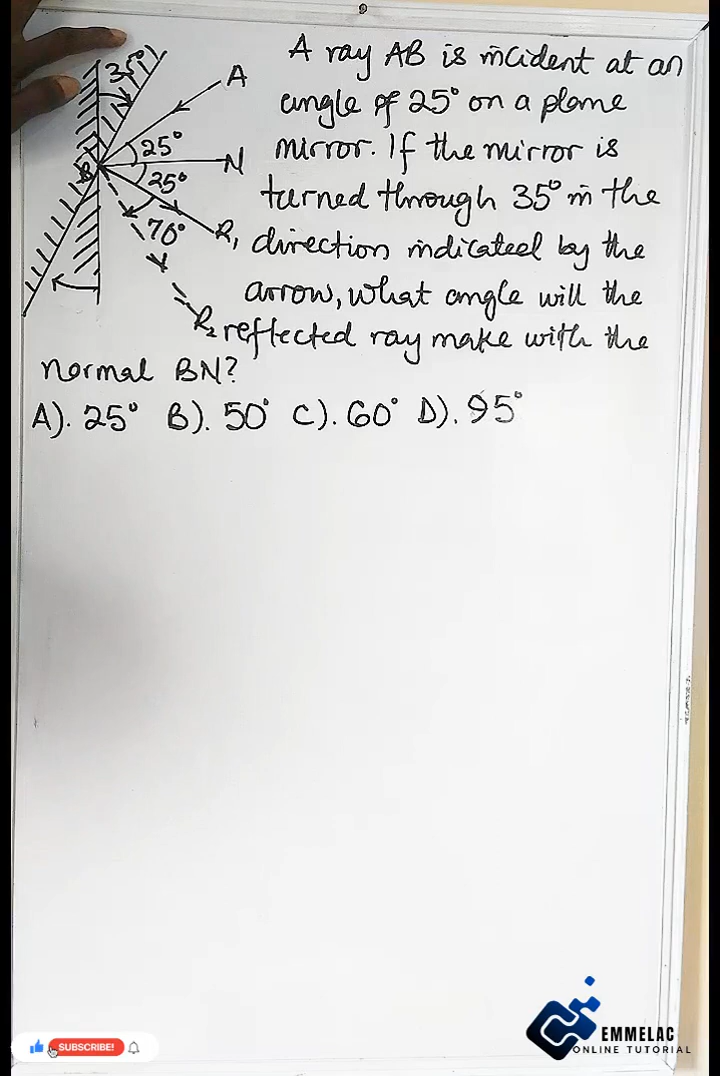 A ray AB is incident at an
angle of 25° on a plane
mirror. If the mirror is
turned through 35° in the
direction indicated by the
arrow, what angle will the
reflected ray make with the
normal BN?
A). 25° B). 50° C). 60° D). 95°
35°
A
25°
B
N
25°
70°
R₁
R₂
SUBSCRIBE!
EMMELAC
ONLINE TUTORIAL